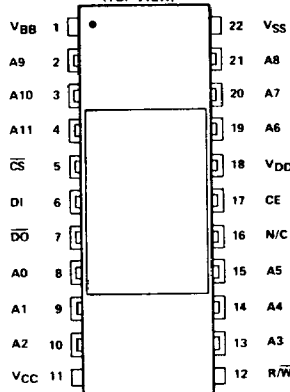 (TOP VIEW)
VBB 1 22 VSS
A9 2 21 A8
A10 3 20 A7
A11 4 19 A6
C̅S̅ 5 18 VDD
DI 6 17 CE
D̅O̅ 7 16 N/C
A0 8 15 A5
A1 9 14 A4
A2 10 13 A3
VCC 11 12 R/W̅